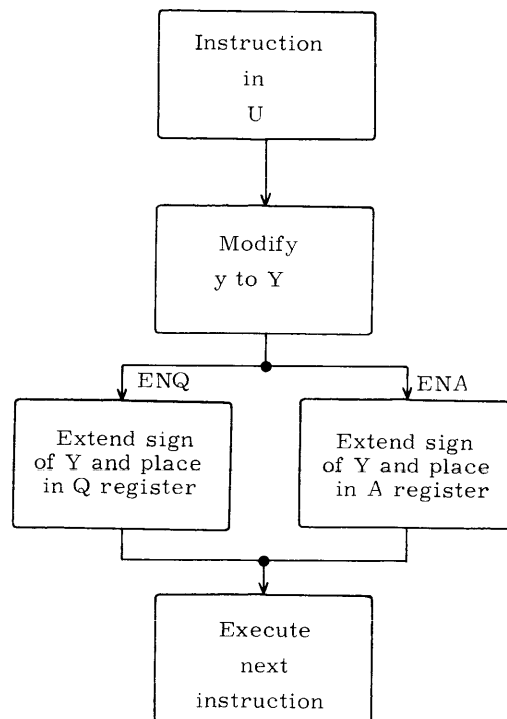 Instruction
in
U
Modify
y to Y
ENQ
ENA
Extend sign
of Y and place
in Q register
Extend sign
of Y and place
in A register
Execute
next
instruction